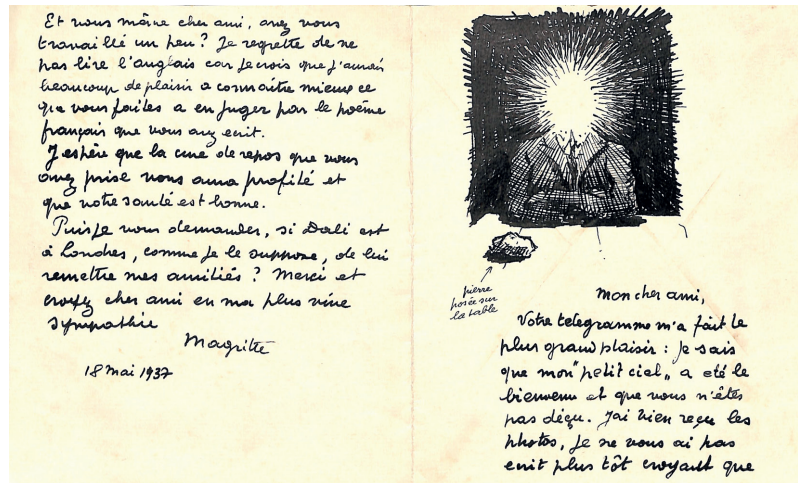 Et vous même cher ami, avez vous
travaillé un peu? Je regrette de ne
pas lire l'anglais car je crois que j'aurais
beaucoup de plaisir a connaître mieux ce
que vous faites a en juger par le poème
français que vous avez ecrit.
J'espère que la cure de repos que vous
avez prise vous aura profité et
que votre santé est bonne.
Puis je vous demander, si Dali est
à Londres, comme je le suppose, de lui
remettre mes amitiés ? Merci et
croyez cher ami en ma plus vive
sympathie
Magritte
18 Mai 1937
pierre
posée sur
la table
Mon cher ami,
Votre telegramme m'a fait le
plus grand plaisir : je sais
que mon "petit ciel" a eté le
bienvenu et que vous n'êtes
pas déçu. J'ai bien reçu les
photos, je ne vous ai pas
ecrit plus tôt croyant que